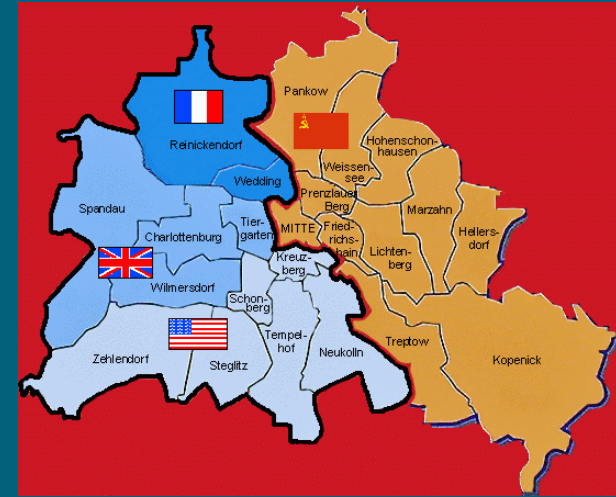 Pankow
Reinickendorf
Hohenschon-
hausen
Weissen-
see
Wedding
Prenzlauer
Berg
Spandau
Marzahn
Tier-
garten
MITTE
Fried-
richs-
hain
Hellers-
dorf
Charlottenburg
Lichten-
berg
Kreuz-
berg
Wilmersdorf
Schon-
berg
Tempel-
hof
Treptow
Zehlendorf
Steglitz
Neukolln
Kopenick